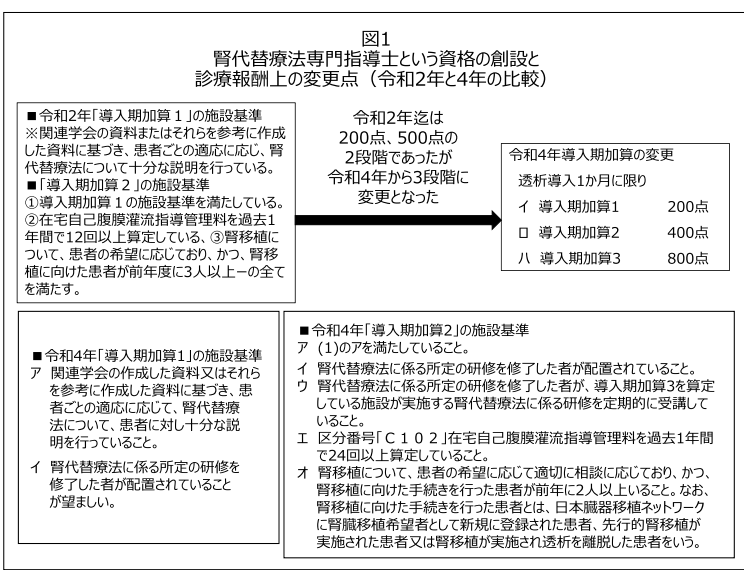 図1
腎代替療法専門指導士という資格の創設と
診療報酬上の変更点（令和2年と4年の比較）
■令和2年「導入期加算１」の施設基準
※関連学会の資料またはそれらを参考に作成
した資料に基づき、患者ごとの適応に応じ、腎
代替療法について十分な説明を行っている。
■「導入期加算２」の施設基準
①導入期加算１の施設基準を満たしている。
②在宅自己腹膜灌流指導管理料を過去1
年間で12回以上算定している、③腎移植に
ついて、患者の希望に応じており、かつ、腎移
植に向けた患者が前年度に3人以上－の全て
を満たす。
令和2年迄は
200点、500点の
2段階であったが
令和4年から3段階に
変更となった
令和4年導入期加算の変更
透析導入1か月に限り
イ 導入期加算1 200点
ロ 導入期加算2 400点
ハ 導入期加算3 800点
■令和4年「導入期加算1」の施設基準
ア 関連学会の作成した資料又はそれら
を参考に作成した資料に基づき、患
者ごとの適応に応じて、腎代替療
法について、患者に対し十分な説
明を行っていること。
イ 腎代替療法に係る所定の研修を
修了した者が配置されていること
が望ましい。
■令和4年「導入期加算2」の施設基準
ア (1)のアを満たしていること。
イ 腎代替療法に係る所定の研修を修了した者が配置されていること。
ウ 腎代替療法に係る所定の研修を修了した者が、導入期加算3を算定
している施設が実施する腎代替療法に係る研修を定期的に受講して
いること。
エ 区分番号「Ｃ１０２」在宅自己腹膜灌流指導管理料を過去1年間
で24回以上算定していること。
オ 腎移植について、患者の希望に応じて適切に相談に応じており、かつ、
腎移植に向けた手続きを行った患者が前年に2人以上いること。なお、
腎移植に向けた手続きを行った患者とは、日本臓器移植ネットワーク
に腎臓移植希望者として新規に登録された患者、先行的腎移植が
実施された患者又は腎移植が実施され透析を離脱した患者をいう。